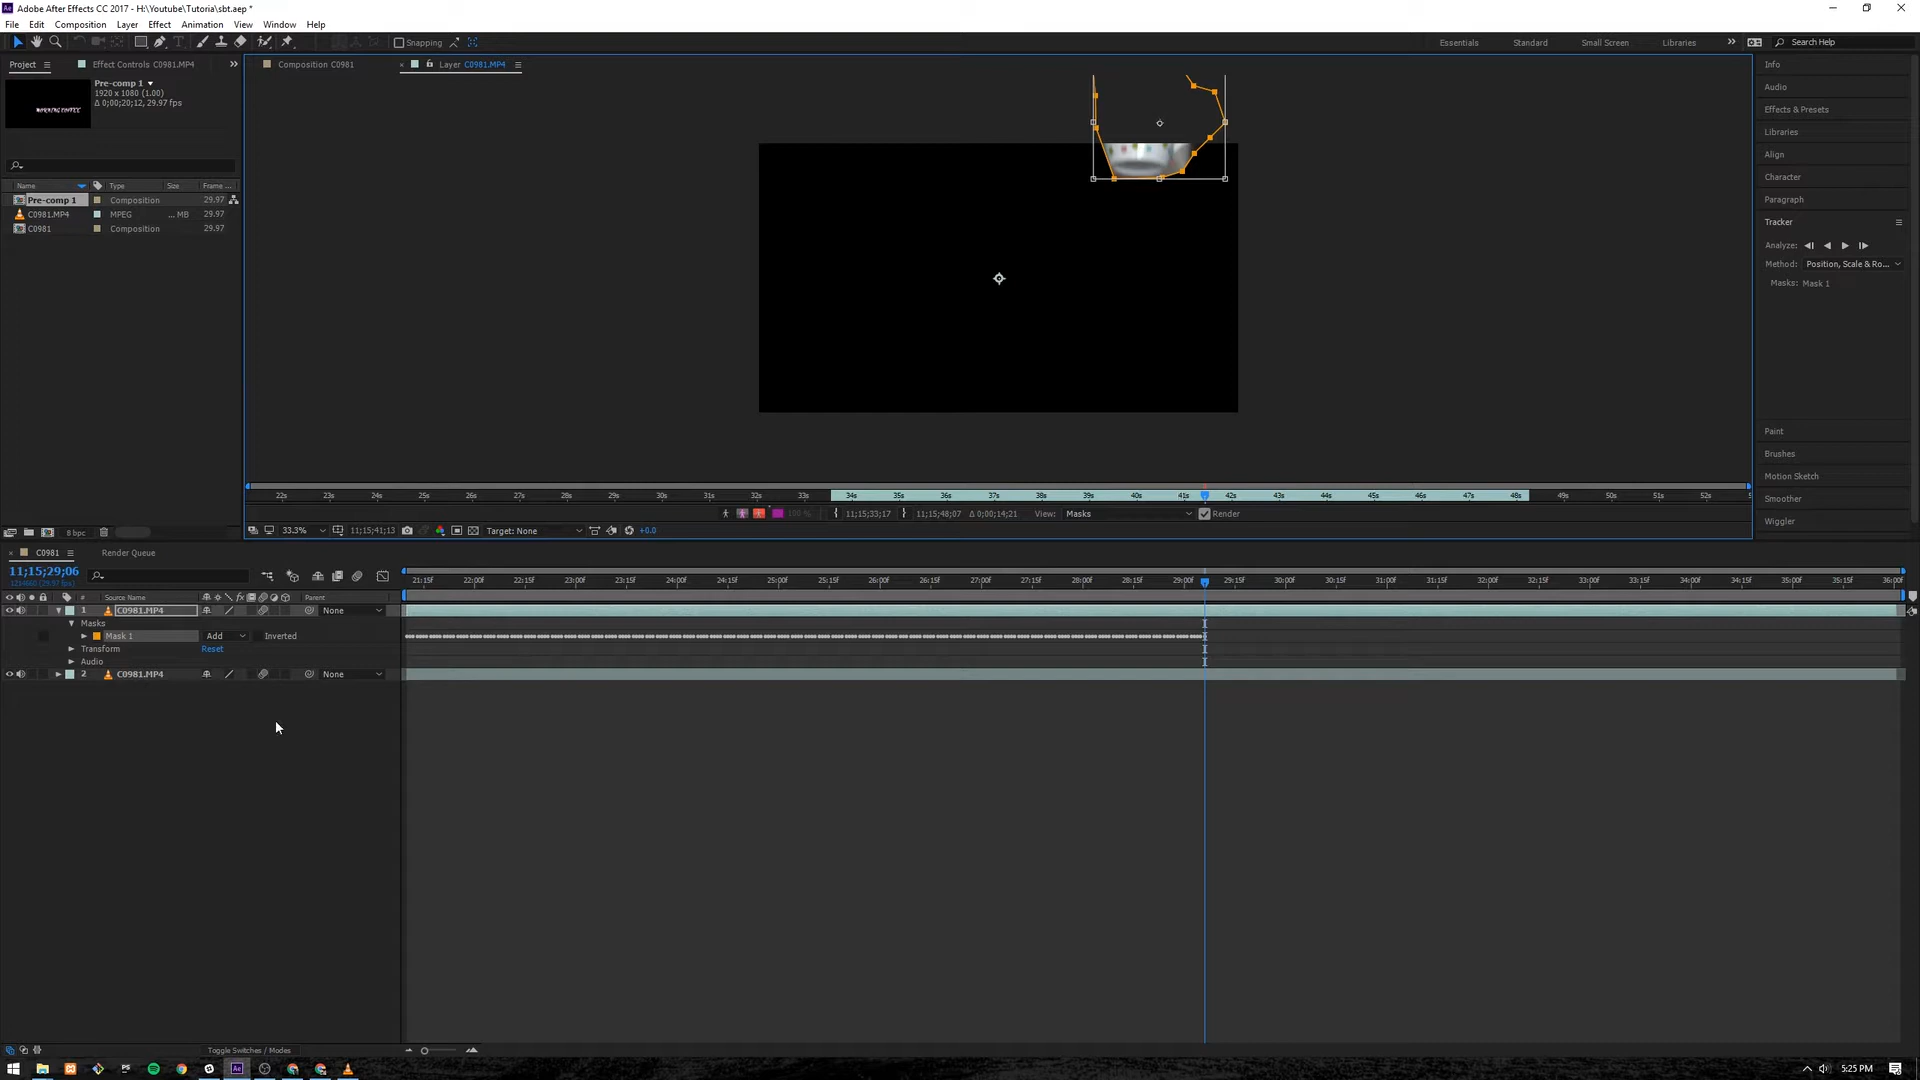 Adobe After Effects CC 2017 - H:\Youtube\Tutoria\sbt.aep *
File Edit Composition Layer Effect Animation View Window Help
Snapping
Essentials Standard Small Screen Libraries Search Help
Project Effect Controls C0981.MP4
Composition C0981
Layer C0981.MP4
Pre-comp 1
1920 x 1080 (1.00)
Δ 0;00;20;12, 29.97 fps
MORNING COFFEE
Name Type Size Frame ...
Pre-comp 1 Composition 29.97
C0981.MP4 MPEG ... MB 29.97
C0981 Composition 29.97
Info
Audio
Effects & Presets
Libraries
Align
Character
Paragraph
Tracker
Analyze:
Method: Position, Scale & Ro...
Masks: Mask 1
Paint
Brushes
Motion Sketch
Smoother
Wiggler
22s 23s 24s 25s 26s 27s 28s 29s 30s 31s 32s 33s 34s 35s 36s 37s 38s 39s 40s 41s 42s 43s 44s 45s 46s 47s 48s 49s 50s 51s 52s
100 % 11;15;33;17 11;15;48;07 Δ 0;00;14;21 View: Masks Render
33.3% 11;15;41;13 Target: None +0.0
8 bpc
C0981 Render Queue
11;15;29;06
21:15f 22:00f 22:15f 23:00f 23:15f 24:00f 24:15f 25:00f 25:15f 26:00f 26:15f 27:00f 27:15f 28:00f 28:15f 29:00f 29:15f 30:00f 30:15f 31:00f 31:15f 32:00f 32:15f 33:00f 33:15f 34:00f 34:15f 35:00f 35:15f 36:00f
# Source Name fx Parent
1 C0981.MP4 None
Masks
Mask 1 Add Inverted
Transform Reset
Audio
2 C0981.MP4 None
Toggle Switches / Modes
PS Ae 5:25 PM